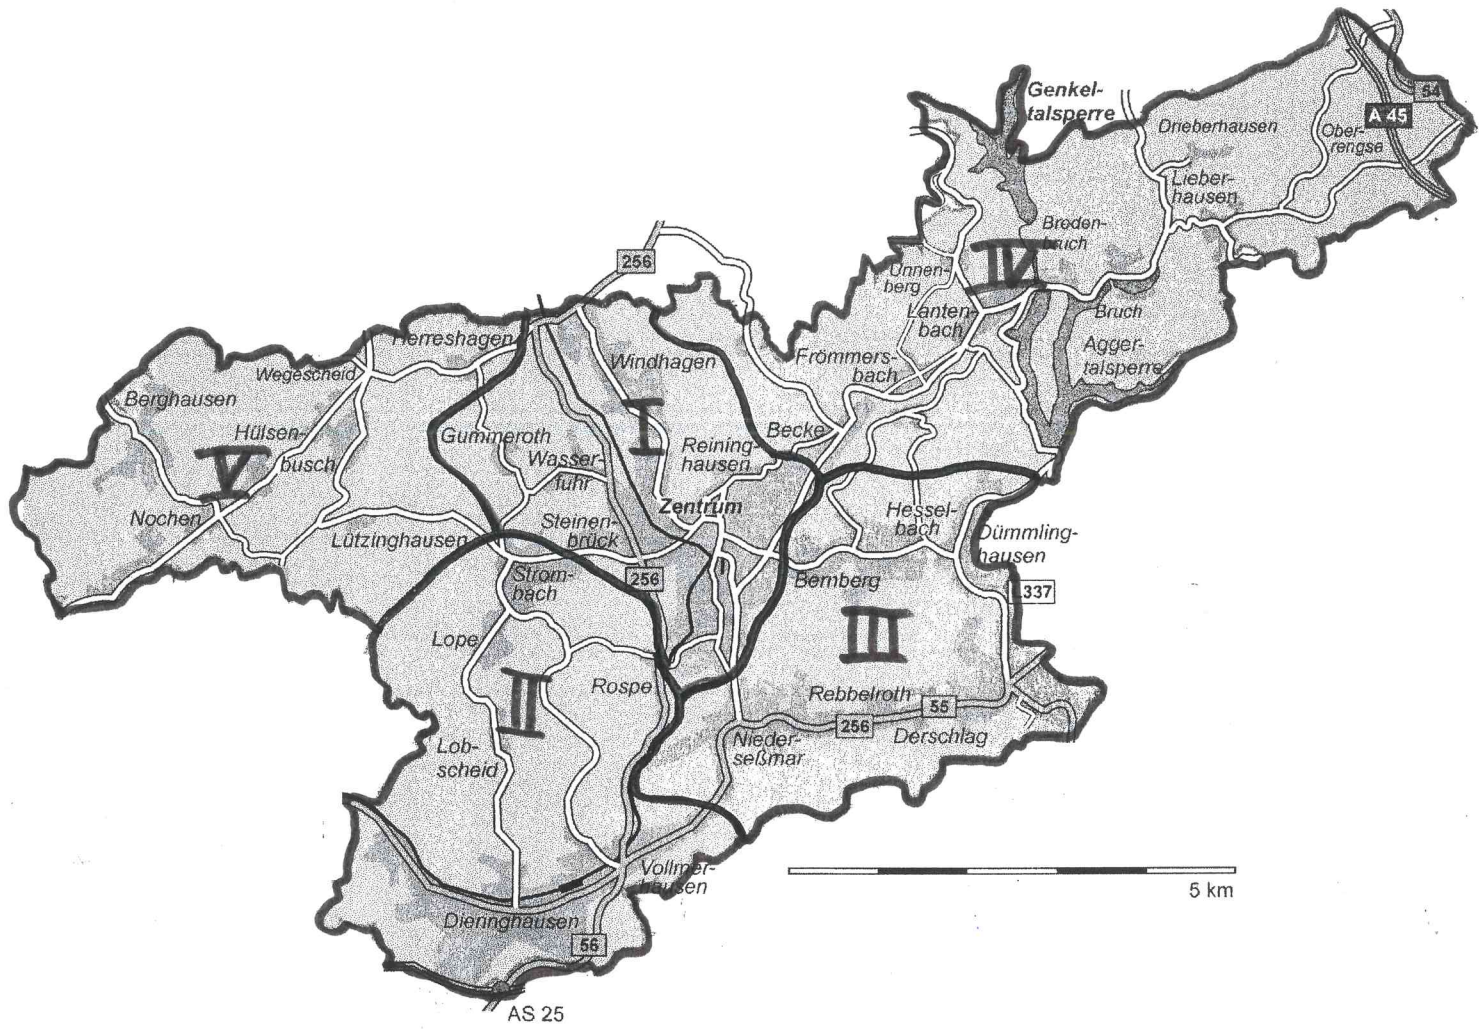 54
Genkel-
talsperre
A 45
Drieberhausen
Ober-
rengse
Lieber-
hausen
Breden-
bruch
IV
256
Unnen-
berg
Lanten-
bach
Bruch
Agger-
talsperre
Herreshagen
Windhagen
Frömmers-
bach
Wegescheid
Berghausen
I
Hülsen-
busch
V
Gummeroth
Becke
Reining-
hausen
Wasser-
fuhr
Nochen
Zentrum
Lützinghausen
Steinen-
brück
Hessel-
bach
Dümmling-
hausen
Strom-
bach
256
Bernberg
L337
Lope
III
II
Rospe
Rebbelroth
55
256
Derschlag
Nieder-
seßmar
Lob-
scheid
Vollmer-
hausen
5 km
Dieringhausen
56
AS 25